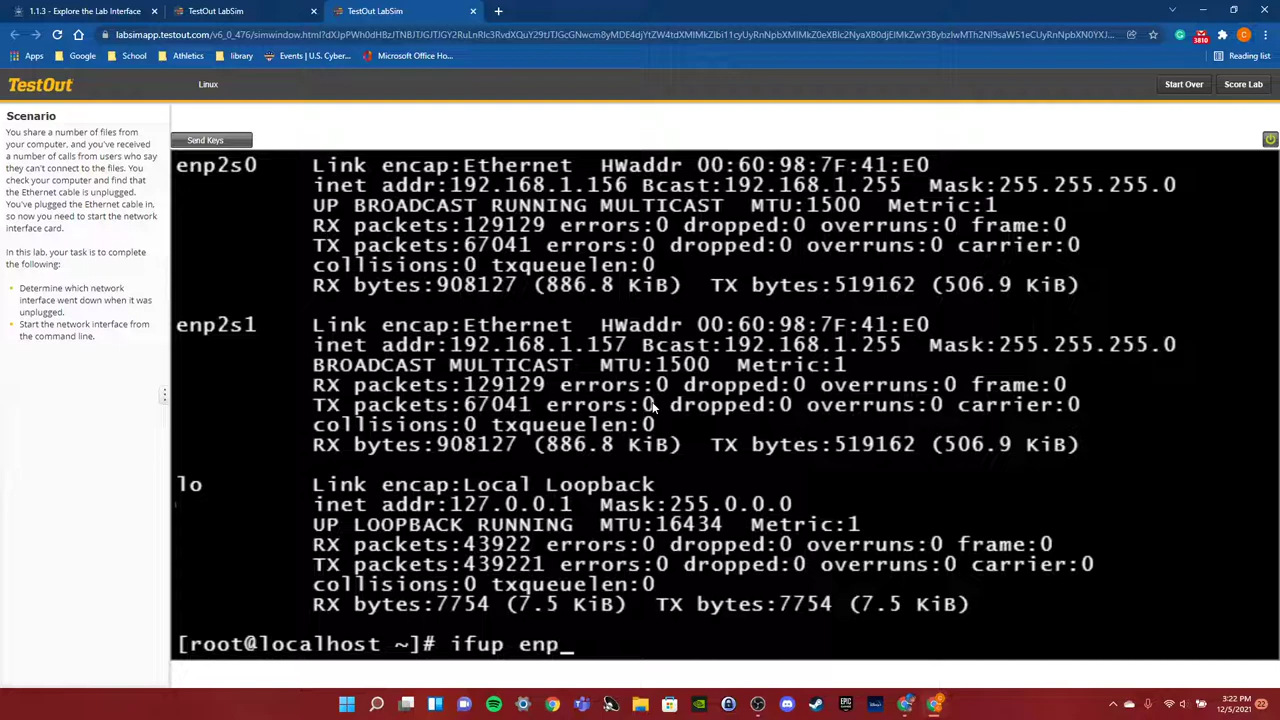 1.1.3 - Explore the Lab Interface
TestOut LabSim
TestOut LabSim
Apps
Google
School
Athletics
library
Events | U.S. Cyber...
Microsoft Office Ho...
3810
C
Reading list
TestOut
Linux
Start Over
Score Lab
Scenario
You share a number of files from
your computer, and you've received
a number of calls from users who say
they can't connect to the files. You
check your computer and find that
the Ethernet cable is unplugged.
You've plugged the Ethernet cable in,
so now you need to start the network
interface card.
In this lab, your task is to complete
the following:
Determine which network
interface went down when it was
unplugged.
Start the network interface from
the command line.
Send Keys
enp2s0 Link encap:Ethernet HWaddr 00:60:98:7F:41:E0
inet addr:192.168.1.156 Bcast:192.168.1.255 Mask:255.255.255.0
UP BROADCAST RUNNING MULTICAST MTU:1500 Metric:1
RX packets:129129 errors:0 dropped:0 overruns:0 frame:0
TX packets:67041 errors:0 dropped:0 overruns:0 carrier:0
collisions:0 txqueuelen:0
RX bytes:908127 (886.8 KiB) TX bytes:519162 (506.9 KiB)
enp2s1 Link encap:Ethernet HWaddr 00:60:98:7F:41:E0
inet addr:192.168.1.157 Bcast:192.168.1.255 Mask:255.255.255.0
BROADCAST MULTICAST MTU:1500 Metric:1
RX packets:129129 errors:0 dropped:0 overruns:0 frame:0
TX packets:67041 errors:0 dropped:0 overruns:0 carrier:0
collisions:0 txqueuelen:0
RX bytes:908127 (886.8 KiB) TX bytes:519162 (506.9 KiB)
lo Link encap:Local Loopback
inet addr:127.0.0.1 Mask:255.0.0.0
UP LOOPBACK RUNNING MTU:16434 Metric:1
RX packets:43922 errors:0 dropped:0 overruns:0 frame:0
TX packets:439221 errors:0 dropped:0 overruns:0 carrier:0
collisions:0 txqueuelen:0
RX bytes:7754 (7.5 KiB) TX bytes:7754 (7.5 KiB)
[root@localhost ~]# ifup enp_
3:22 PM
12/5/2021